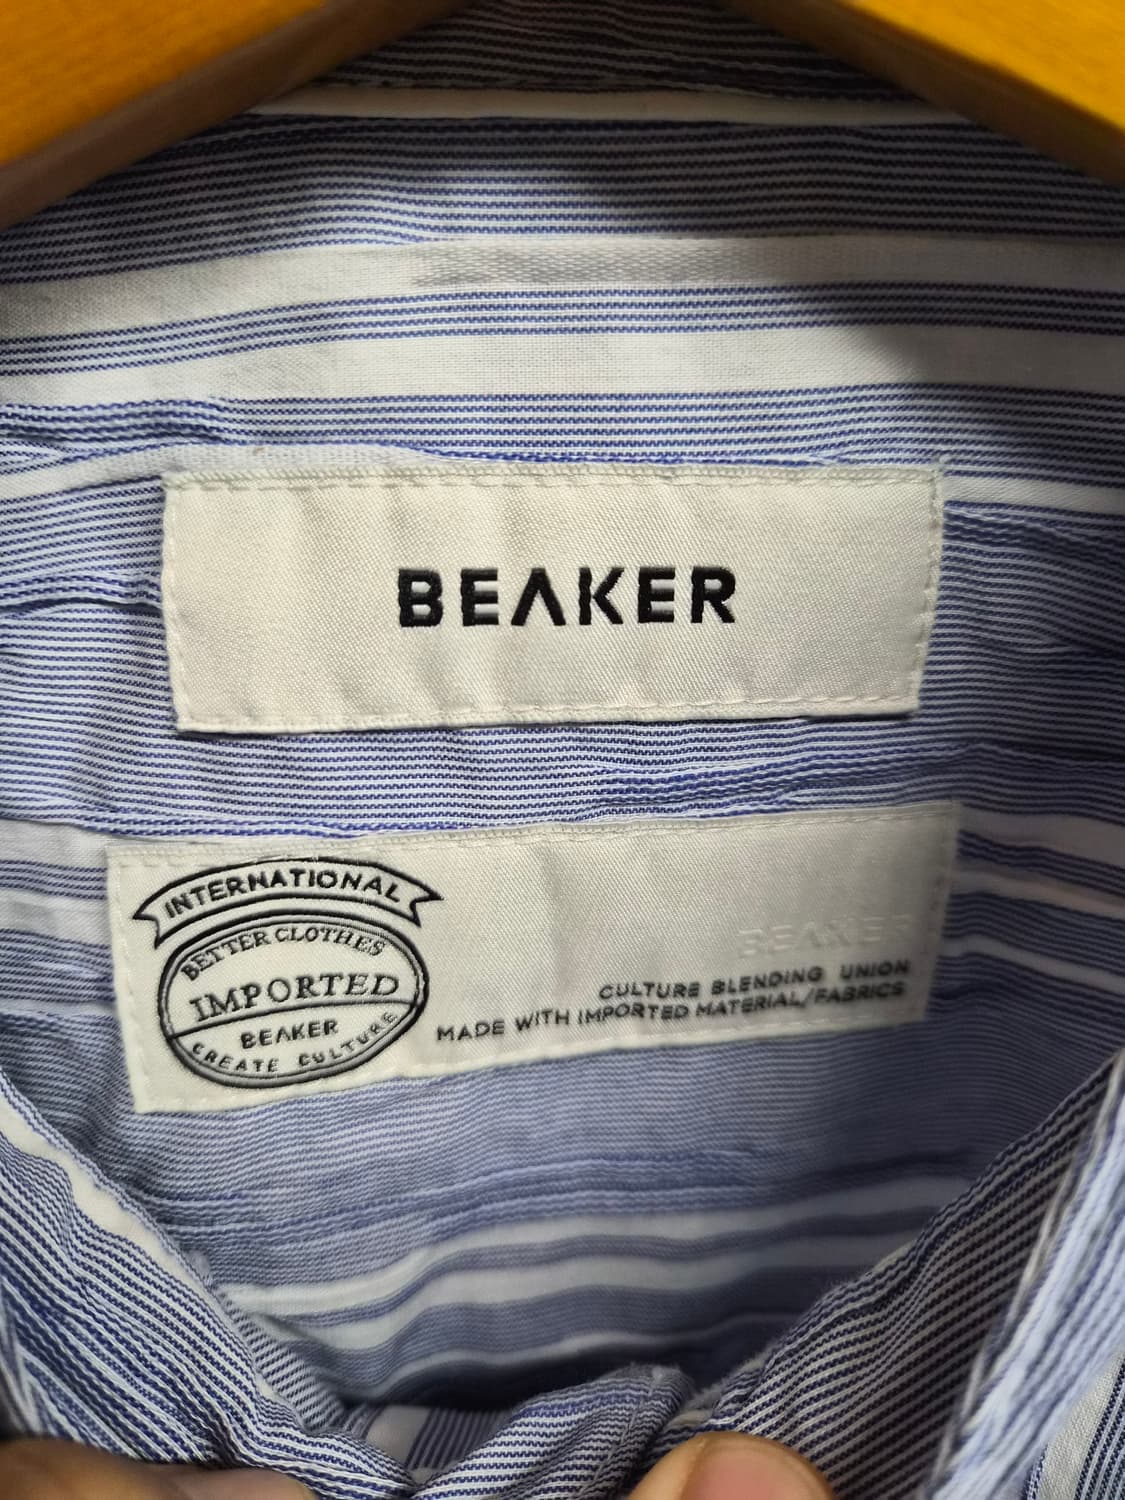 BEAKER
INTERNATIONAL
BETTER CLOTHES
IMPORTED
BEAKER
CREATE CULTURE
BEAKER
CULTURE BLENDING UNION
MADE WITH IMPORTED MATERIAL/FABRICS